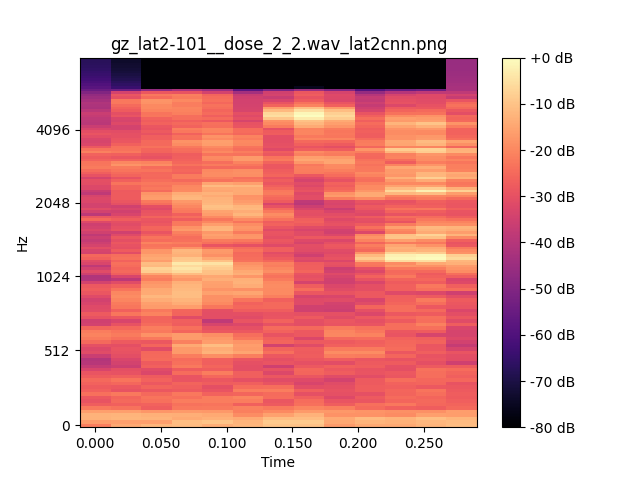 gz_lat2-101__dose_2_2.wav_lat2cnn.png
Hz
4096
2048
1024
512
0
0.000 0.050 0.100 0.150 0.200 0.250
Time
+0 dB
-10 dB
-20 dB
-30 dB
-40 dB
-50 dB
-60 dB
-70 dB
-80 dB